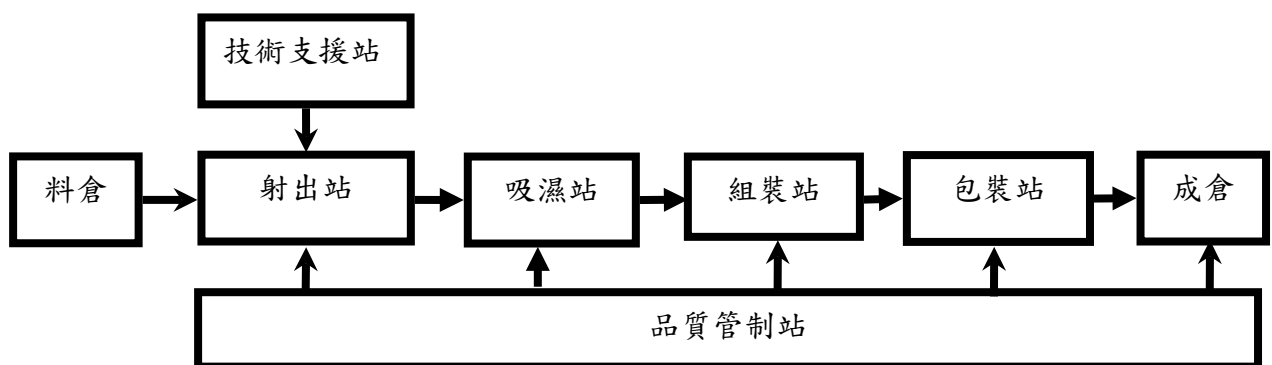 技術支援站
料倉
射出站
吸濕站
組裝站
包裝站
成倉
品質管制站